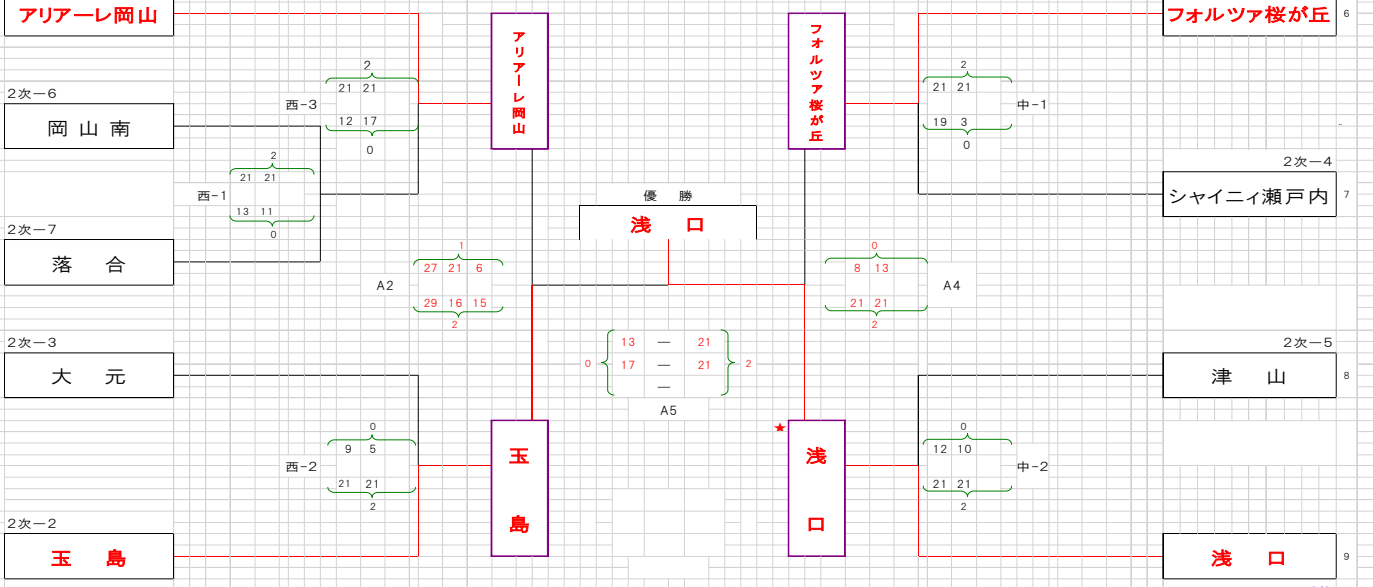 アリアーレ岡山
フォルツァ桜が丘
6
アリアーレ岡山
フォルツァ桜が丘
2
21 21
西-3
12 17
0
2
21 21
中-1
19 3
0
2次ー6
岡山南
2
21 21
西-1
13 11
0
2次ー7
落合
2次ー4
シャイニィ瀬戸内
7
優勝
浅口
1
27 21 6
A2
29 16 15
2
0
8 13
A4
21 21
2
13 — 21
0 17 — 21 2
—
A5
2次ー3
大元
2次ー5
津山
8
0
9 5
西-2
21 21
2
玉島
★
浅口
0
12 10
中-2
21 21
2
2次ー2
玉島
浅口
9